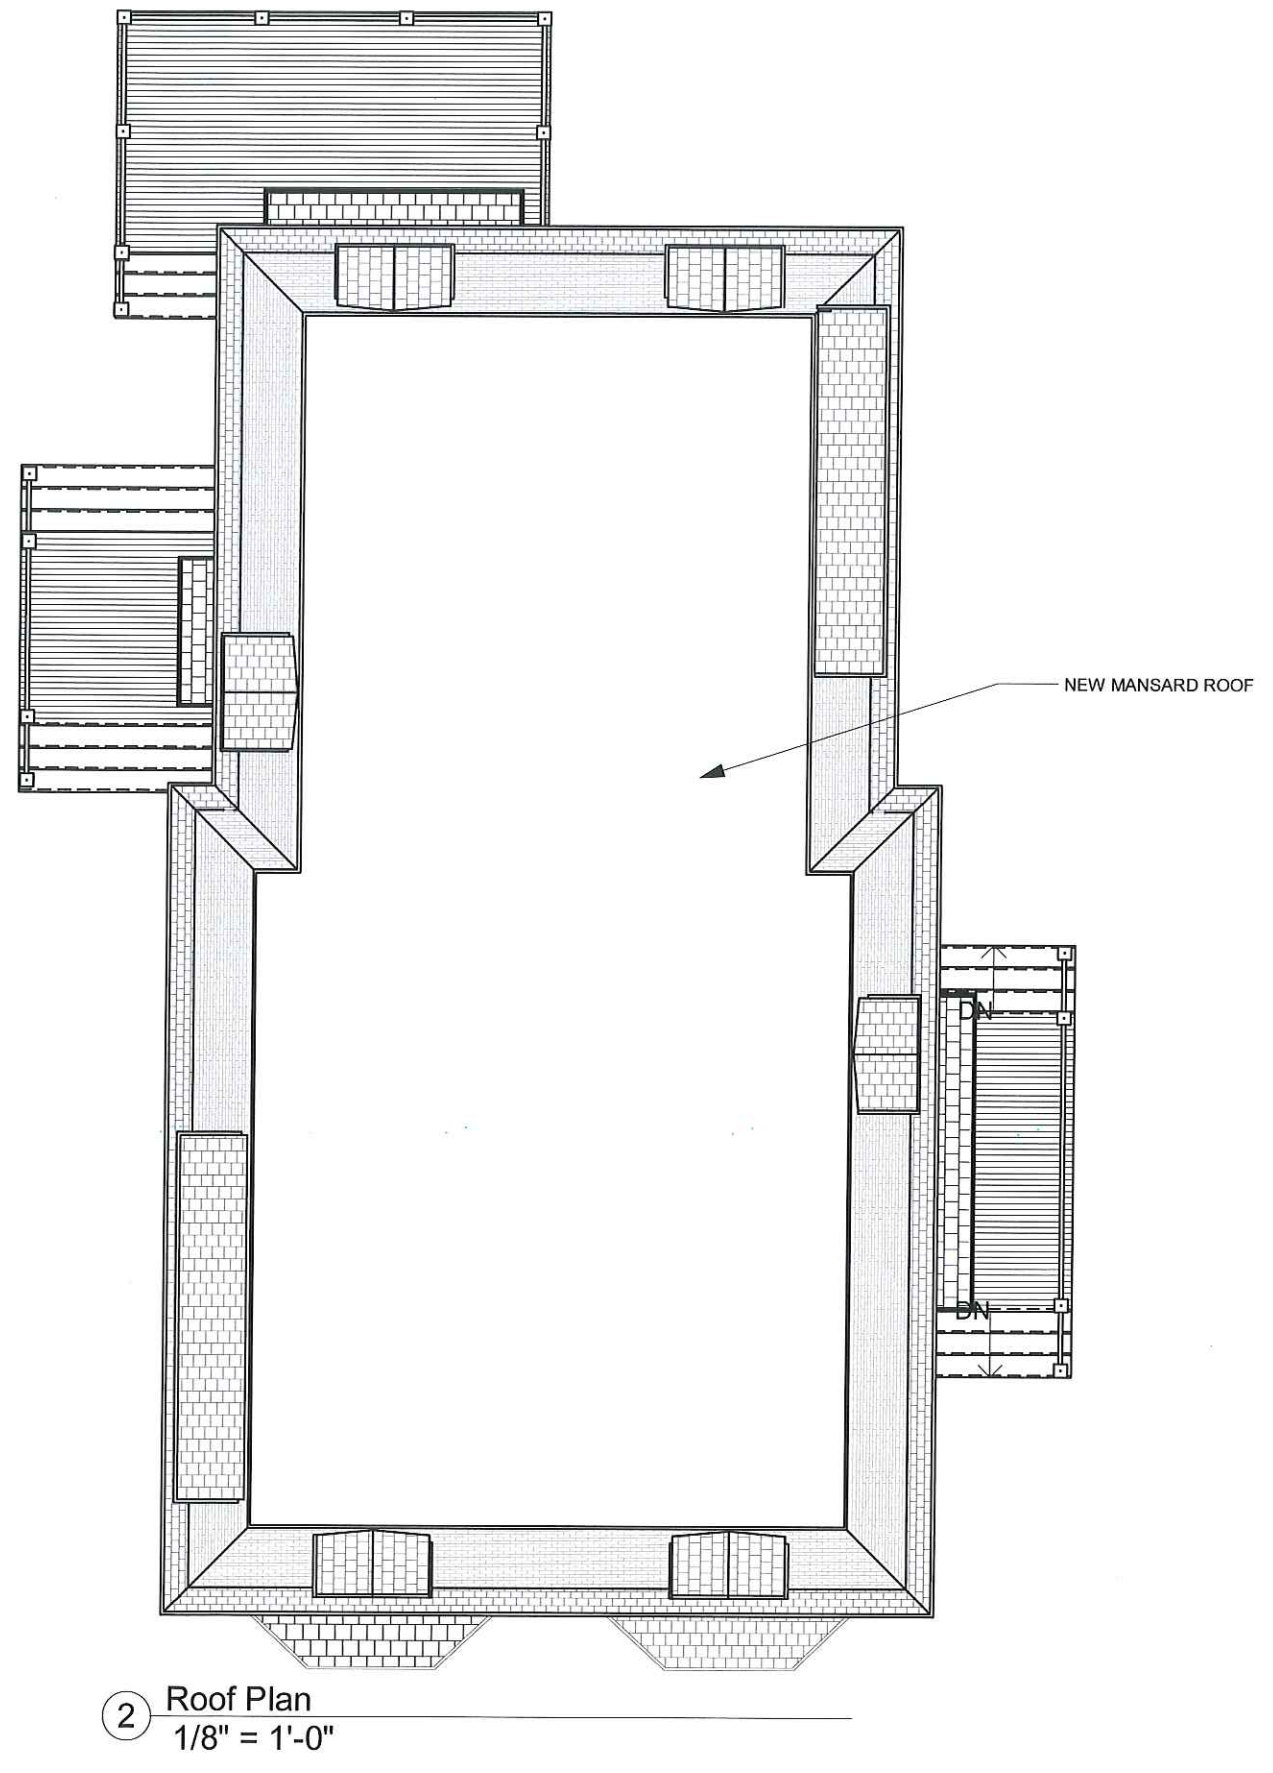 NEW MANSARD ROOF
DN
DN
2
Roof Plan
1/8" = 1'-0"